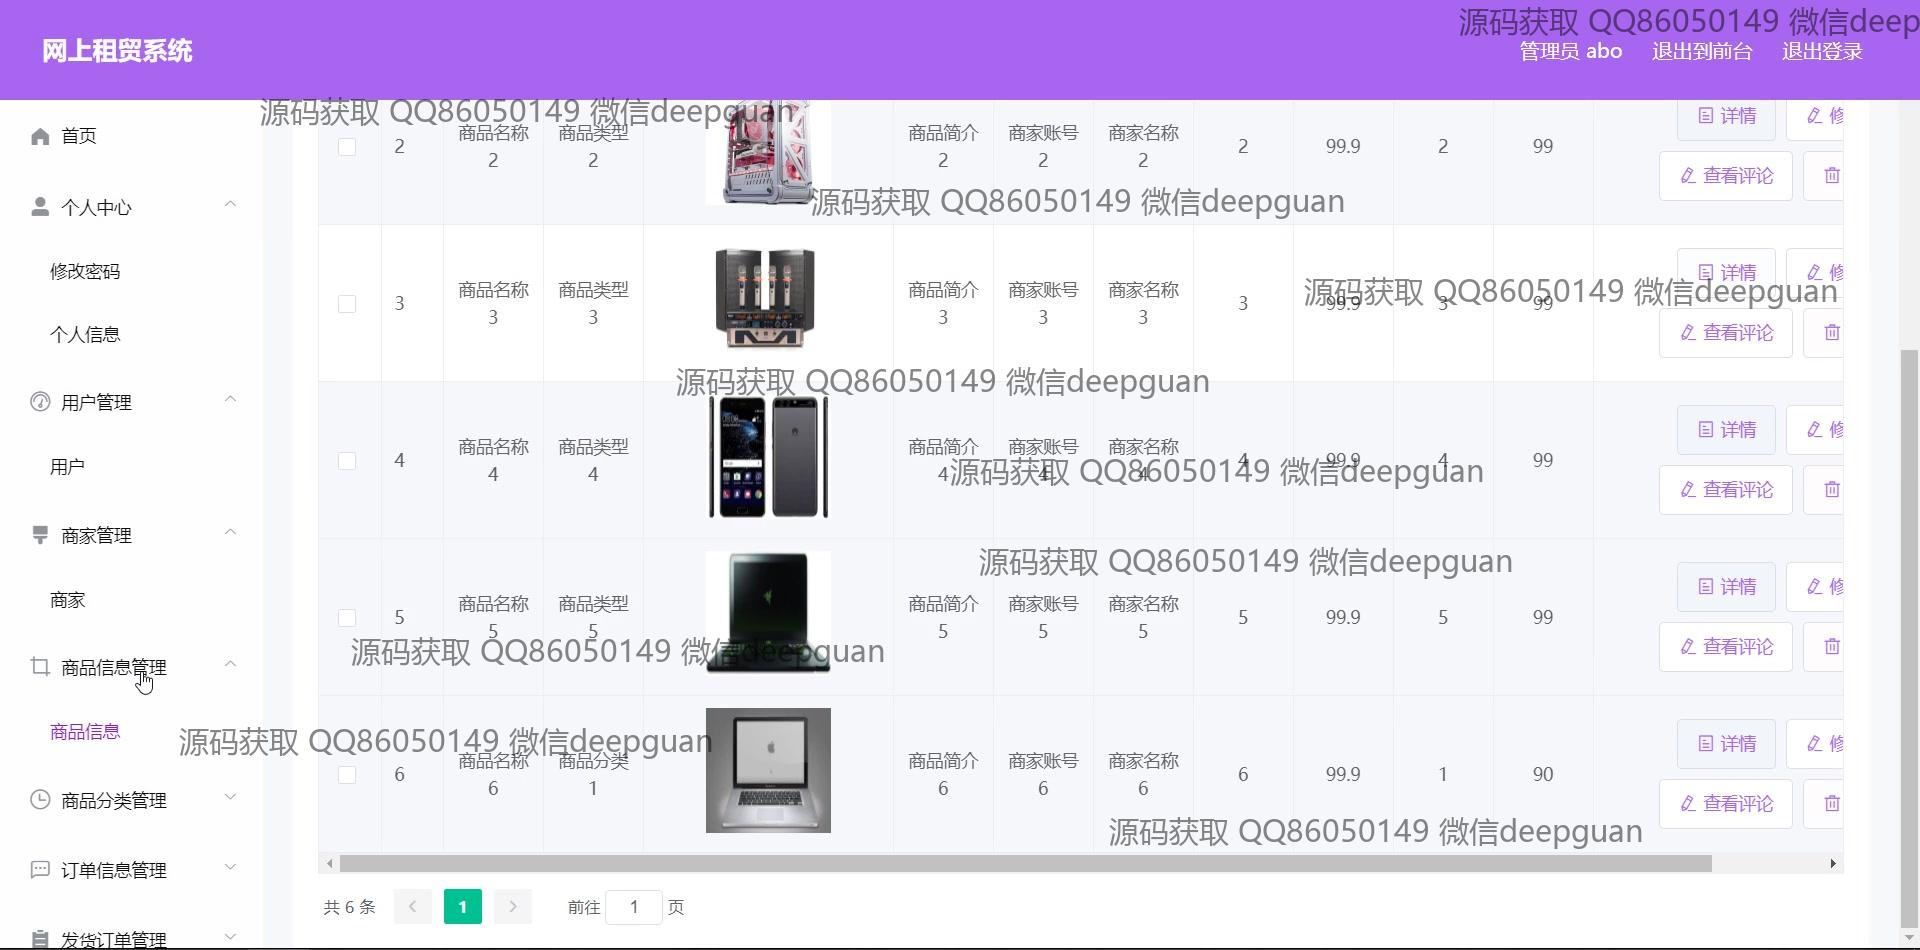 源码获取 QQ86050149 微信deep
网上租贸系统
管理员 abo 退出到前台 退出登录
源码获取 QQ86050149 微信deepguan
首页
个人中心
修改密码
个人信息
用户管理
用户
商家管理
商家
商品信息管理
商品信息
商品分类管理
订单信息管理
发货订单管理
2 商品名称2 商品类型2 商品简介2 商家账号2 商家名称2 2 99.9 2 99 详情 修 查看评论
源码获取 QQ86050149 微信deepguan
源码获取 QQ86050149 微信deepguan
3 商品名称3 商品类型3 商品简介3 商家账号3 商家名称3 3 99.9 3 99 详情 修 查看评论
源码获取 QQ86050149 微信deepguan
4 商品名称4 商品类型4 商品简介4 商家账号4 商家名称4 4 99.9 4 99 详情 修 查看评论
源码获取 QQ86050149 微信deepguan
源码获取 QQ86050149 微信deepguan
5 商品名称5 商品类型5 商品简介5 商家账号5 商家名称5 5 99.9 5 99 详情 修 查看评论
源码获取 QQ86050149 微信deepguan
源码获取 QQ86050149 微信deepguan
6 商品名称6 商品分类1 商品简介6 商家账号6 商家名称6 6 99.9 1 90 详情 修 查看评论
源码获取 QQ86050149 微信deepguan
共 6 条 1 前往 1 页